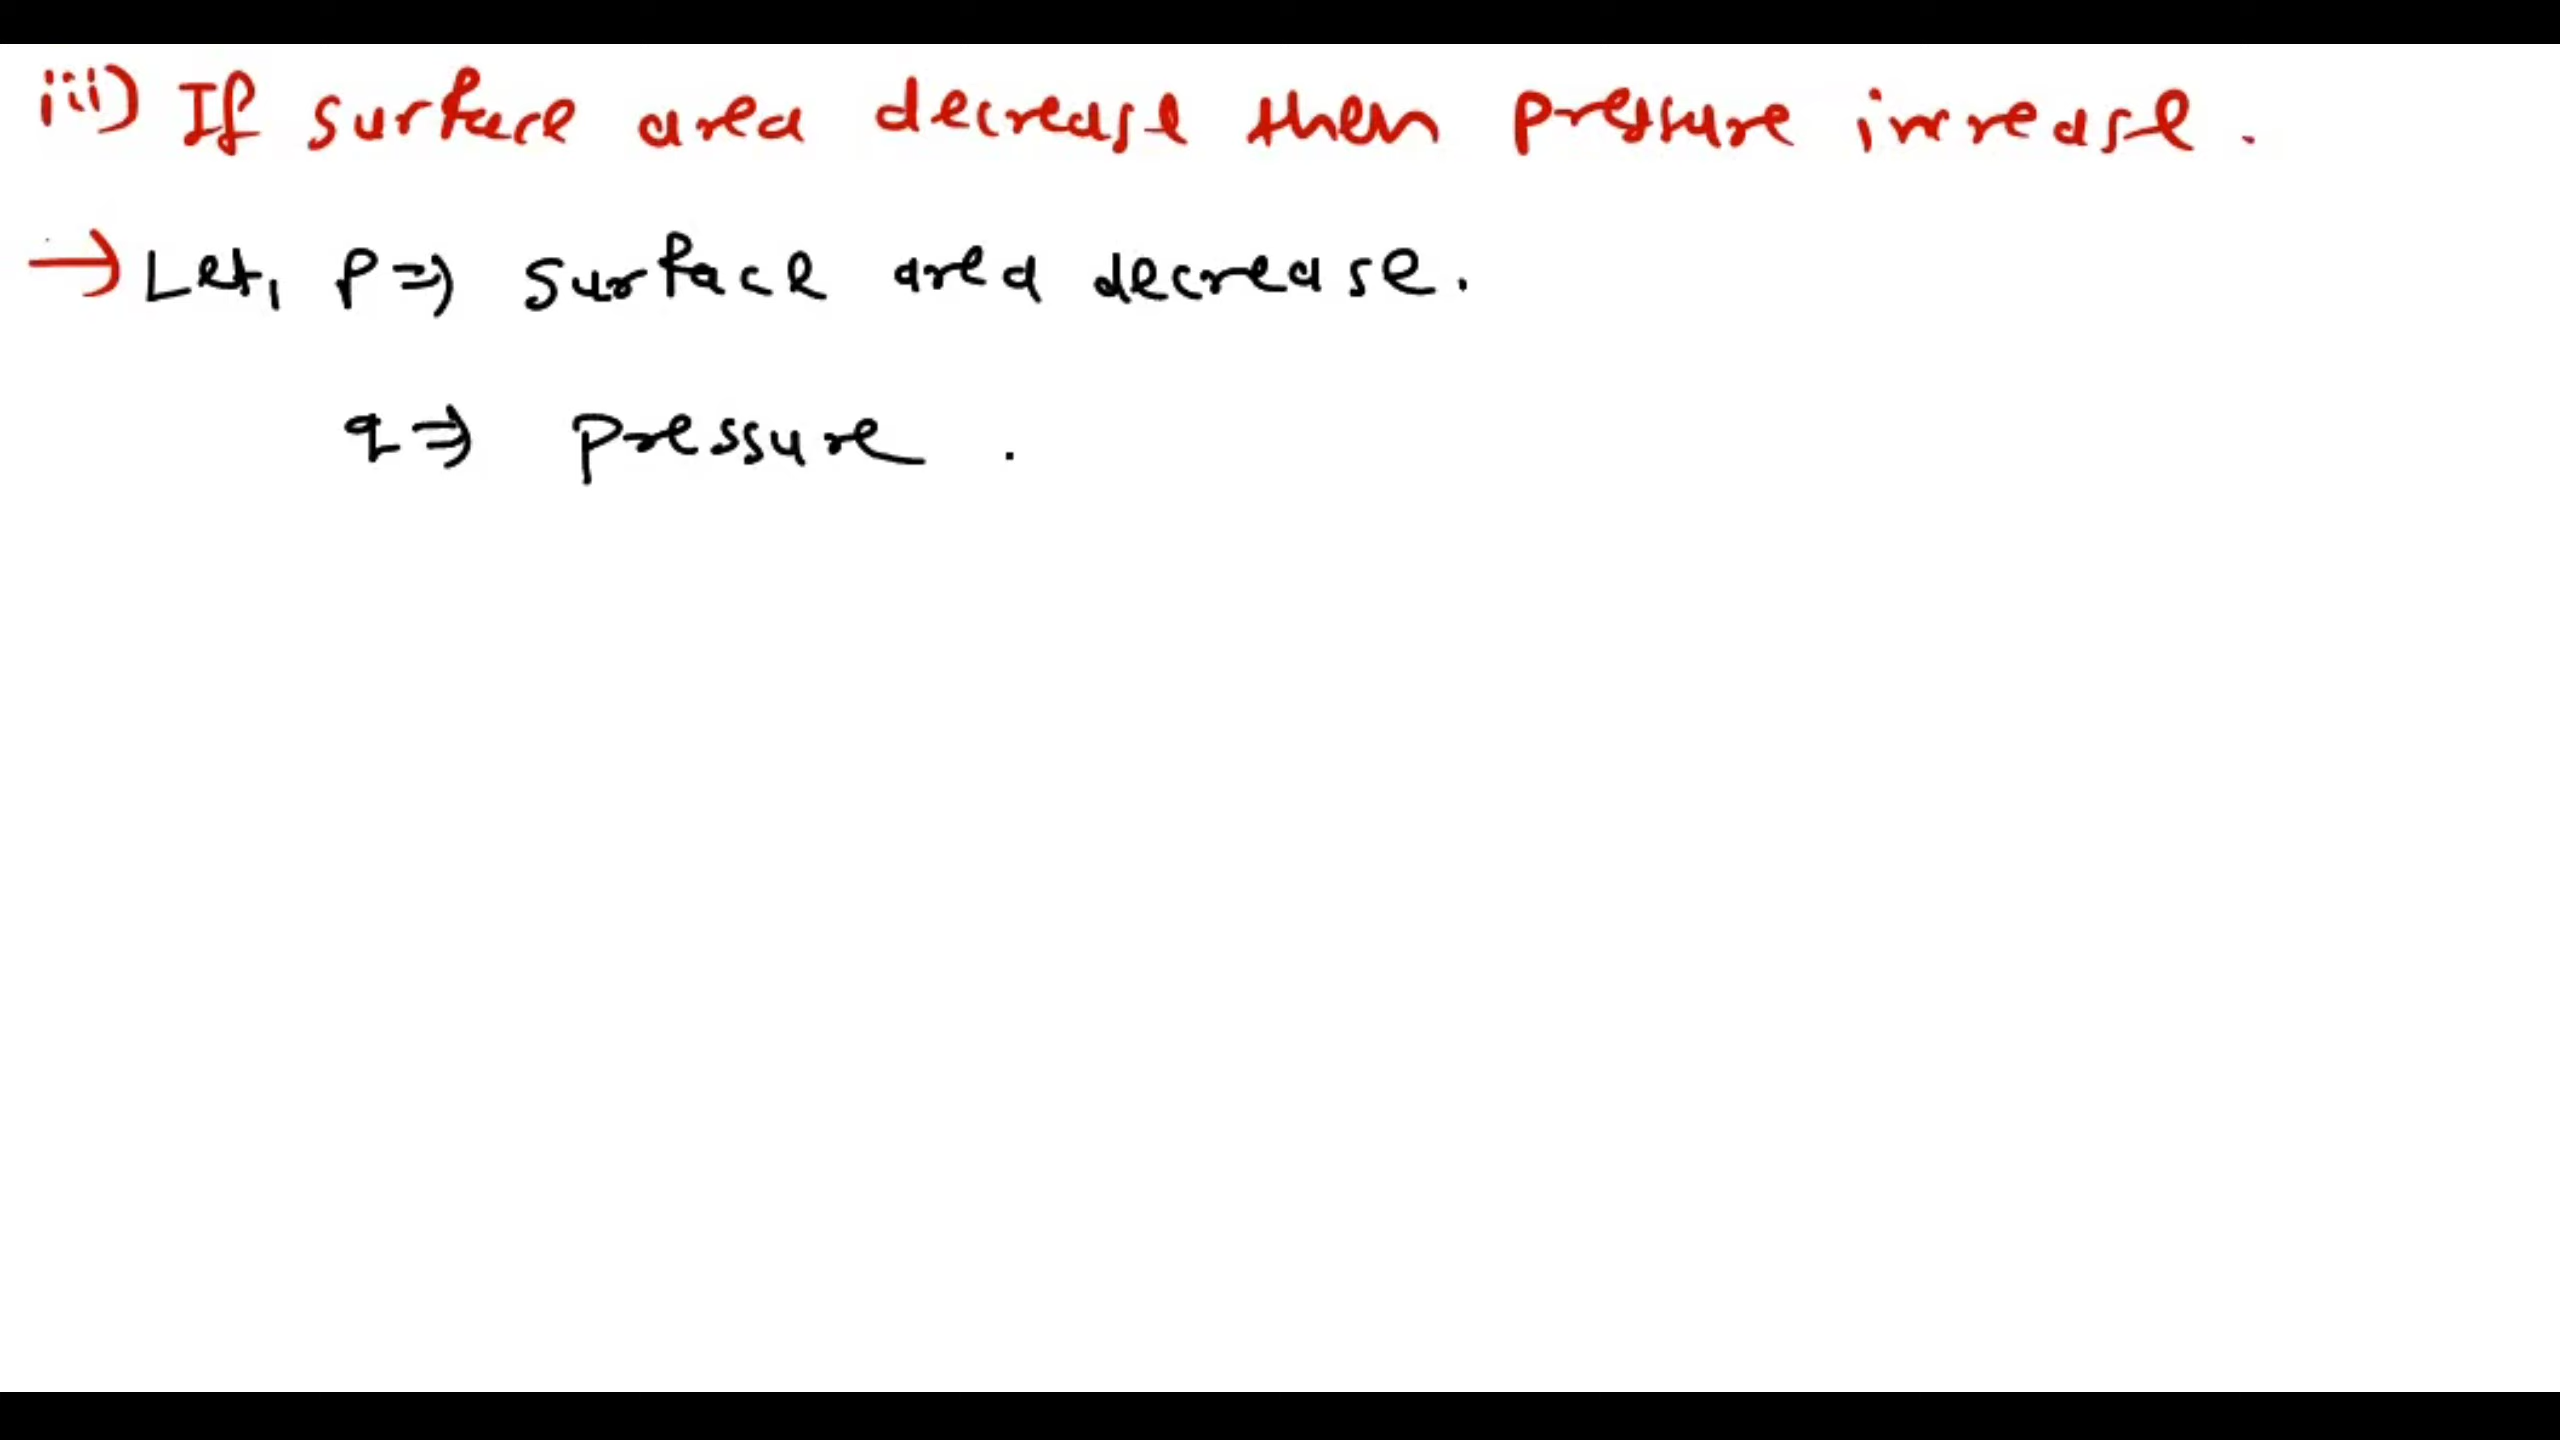 iii) If surface area decrease then pressure increase .
→ Let, p ⇒ surface area decrease .
q ⇒ pressure .